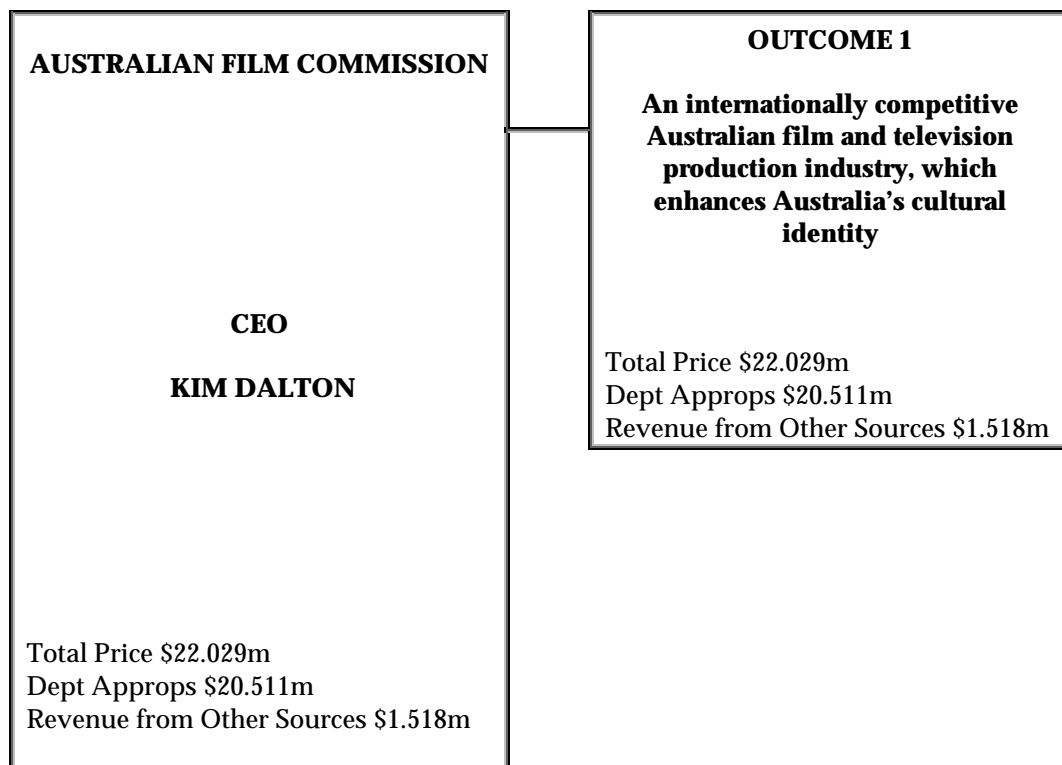 AUSTRALIAN FILM COMMISSION
CEO
KIM DALTON
Total Price $22.029m
Dept Approps $20.511m
Revenue from Other Sources $1.518m
OUTCOME 1
An internationally competitive
Australian film and television
production industry, which
enhances Australia’s cultural
identity
Total Price $22.029m
Dept Approps $20.511m
Revenue from Other Sources $1.518m